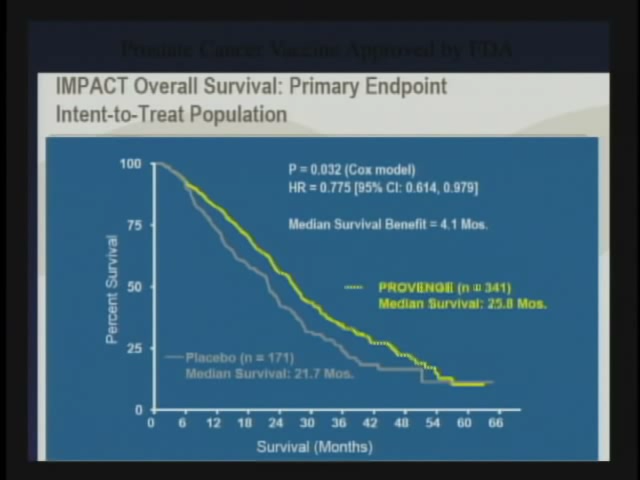 Prostate Cancer Vaccine Approved by FDA
IMPACT Overall Survival: Primary Endpoint
Intent-to-Treat Population
P = 0.032 (Cox model)
HR = 0.775 [95% CI: 0.614, 0.979]
Median Survival Benefit = 4.1 Mos.
PROVENGE (n = 341)
Median Survival: 25.8 Mos.
Placebo (n = 171)
Median Survival: 21.7 Mos.
Percent Survival
100
75
50
25
0
0 6 12 18 24 30 36 42 48 54 60 66
Survival (Months)